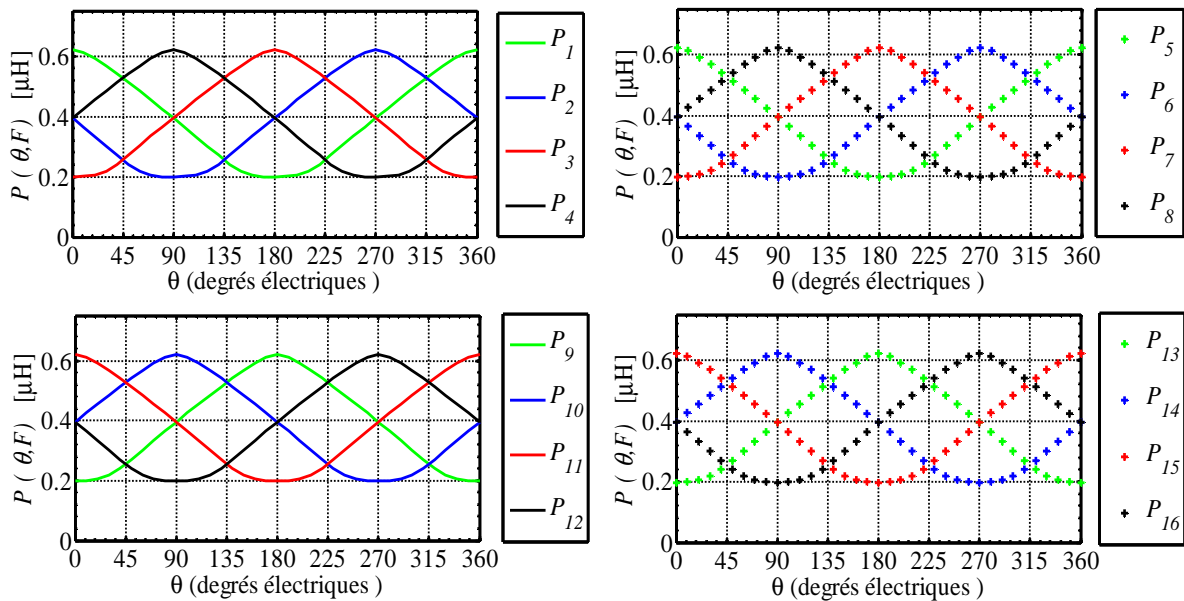 P ( θ,F) [µH]
0.6
0.4
0.2
0
0 45 90 135 180 225 270 315 360
θ (degrés électriques )
P1
P2
P3
P4
P ( θ,F) [µH]
0.6
0.4
0.2
0
0 45 90 135 180 225 270 315 360
θ (degrés électriques )
P5
P6
P7
P8
P ( θ,F) [µH]
0.6
0.4
0.2
0
0 45 90 135 180 225 270 315 360
θ (degrés électriques )
P9
P10
P11
P12
P ( θ,F) [µH]
0.6
0.4
0.2
0
0 45 90 135 180 225 270 315 360
θ (degrés électriques )
P13
P14
P15
P16